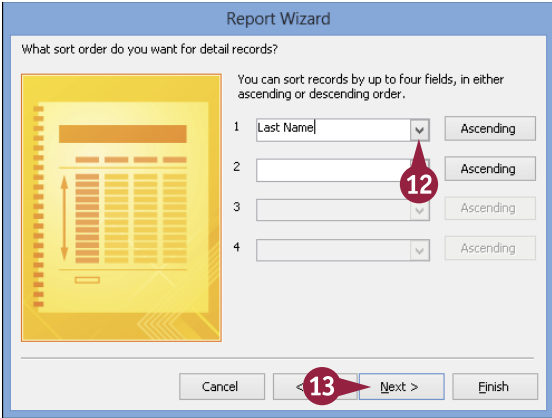 Report Wizard
What sort order do you want for detail records?
You can sort records by up to four fields, in either
ascending or descending order.
1 Last Name Ascending
12
2 Ascending
3 Ascending
4 Ascending
Cancel < 13 Next > Finish